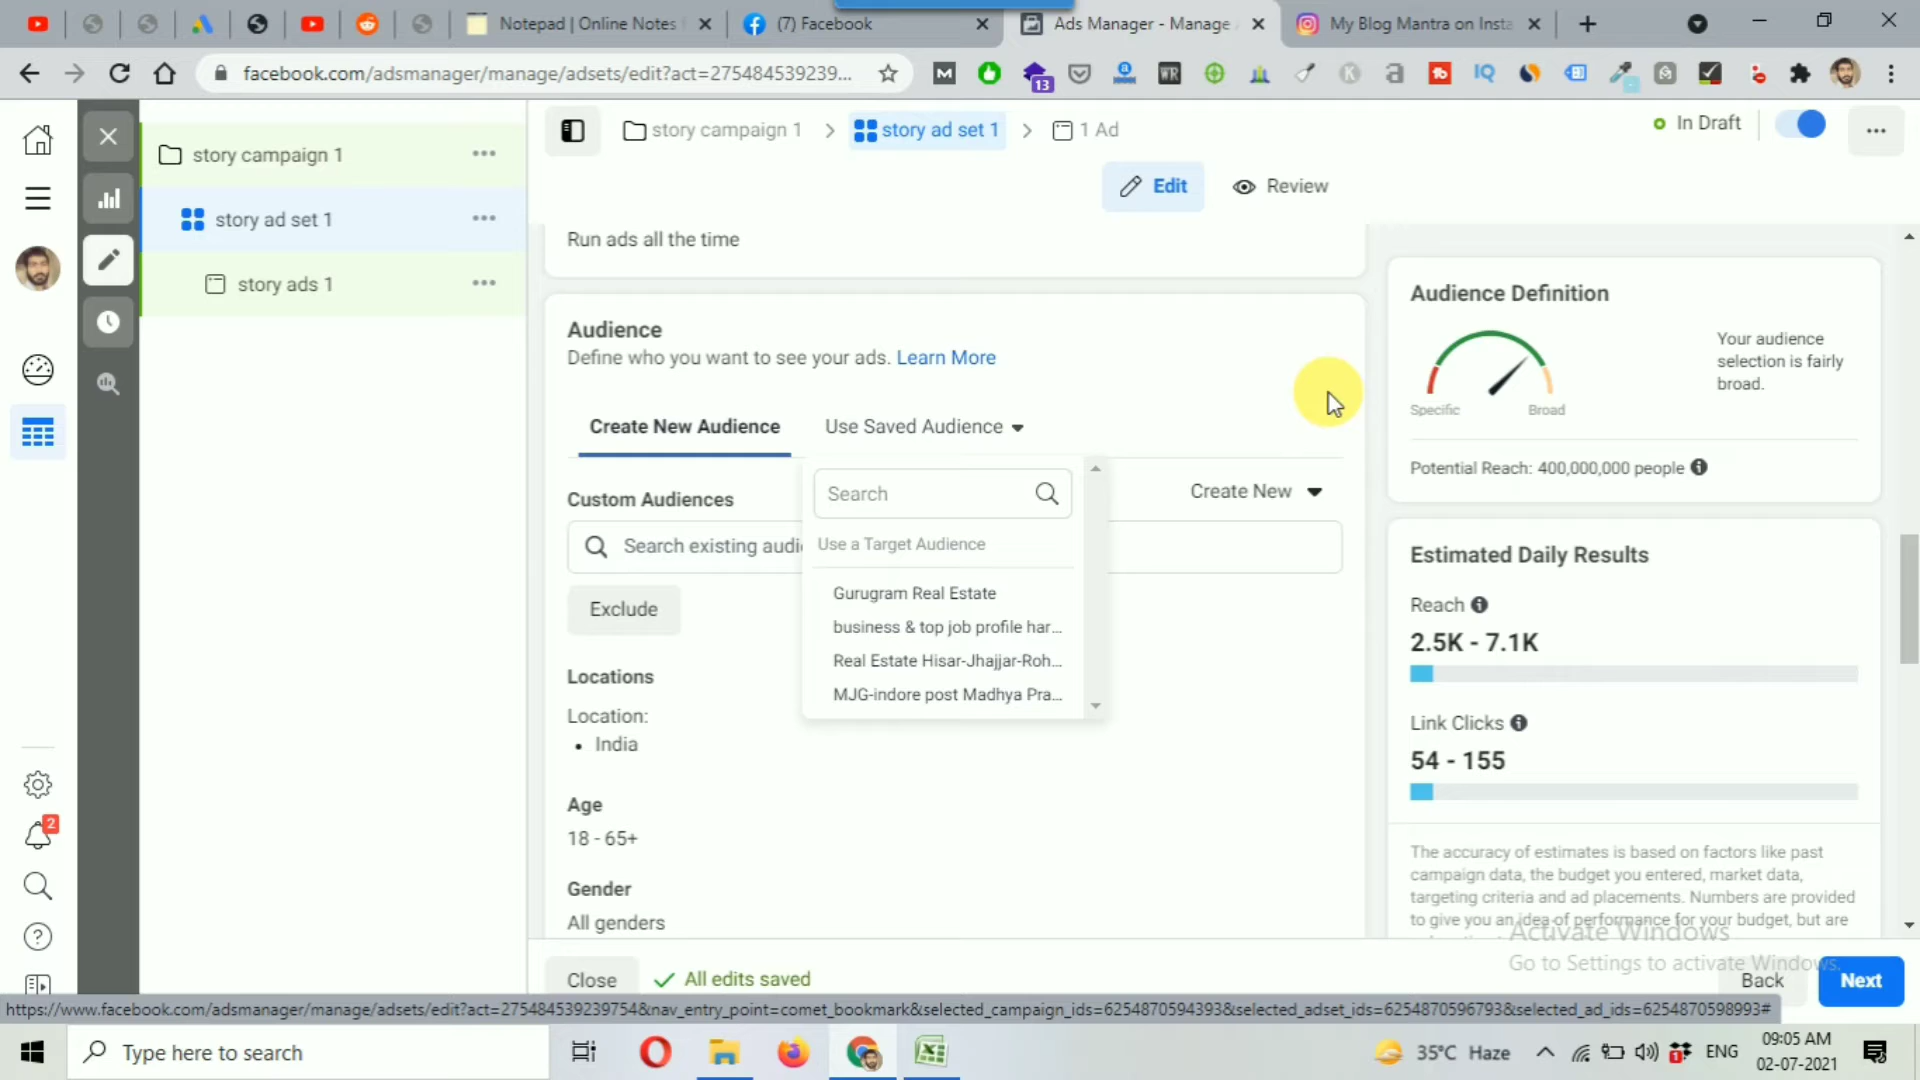 Notepad | Online Notes
(7) Facebook
Ads Manager - Manage
My Blog Mantra on Insta
facebook.com/adsmanager/manage/adsets/edit?act=275484539239...
13
story campaign 1
story ad set 1
story ads 1
story campaign 1
story ad set 1
1 Ad
In Draft
Edit
Review
Run ads all the time
Audience
Define who you want to see your ads. Learn More
Create New Audience
Use Saved Audience
Custom Audiences
Create New
Search existing audi
Search
Use a Target Audience
Gurugram Real Estate
business & top job profile har...
Real Estate Hisar-Jhajjar-Roh...
MJG-indore post Madhya Pra...
Exclude
Locations
Location:
• India
Age
18 - 65+
Gender
All genders
Audience Definition
Specific
Broad
Your audience
selection is fairly
broad.
Potential Reach: 400,000,000 people
Estimated Daily Results
Reach
2.5K - 7.1K
Link Clicks
54 - 155
The accuracy of estimates is based on factors like past
campaign data, the budget you entered, market data,
targeting criteria and ad placements. Numbers are provided
to give you an idea of performance for your budget, but are
Activate Windows
Go to Settings to activate Windows.
2
Close
All edits saved
Back
Next
https://www.facebook.com/adsmanager/manage/adsets/edit?act=275484539239754&nav_entry_point=comet_bookmark&selected_campaign_ids=6254870594393&selected_adset_ids=6254870596793&selected_ad_ids=6254870598993#
Type here to search
35°C Haze
ENG
09:05 AM
02-07-2021